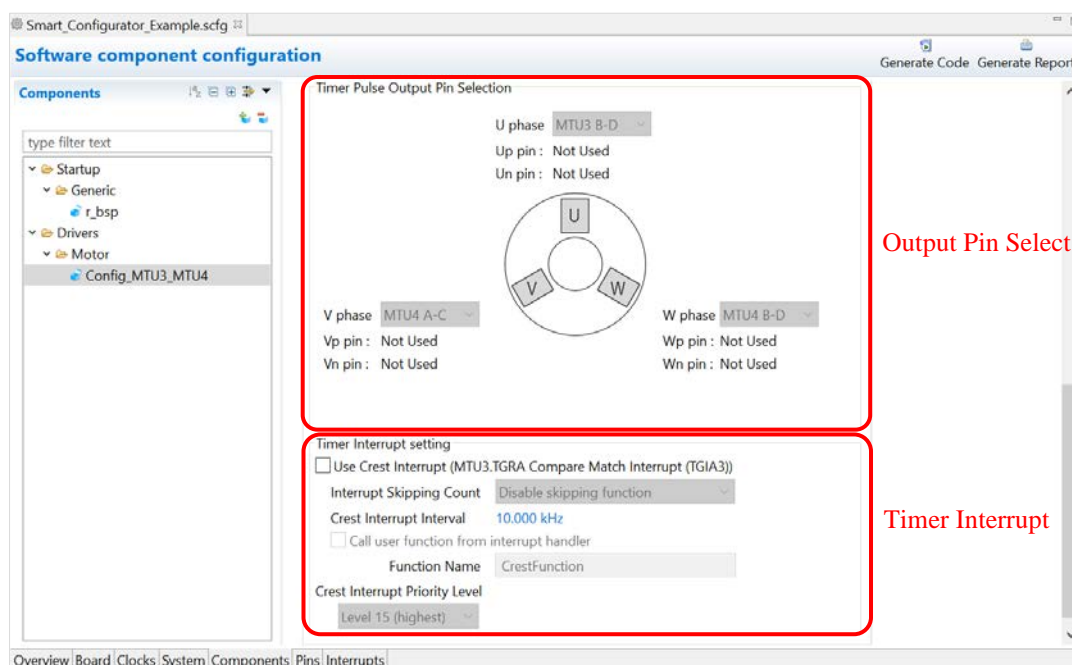 Smart_Configurator_Example.scfg
Software component configuration
Generate Code Generate Report
Components
type filter text
Startup
Generic
r_bsp
Drivers
Motor
Config_MTU3_MTU4
Timer Pulse Output Pin Selection
U phase MTU3 B-D
Up pin : Not Used
Un pin : Not Used
U
V
W
V phase MTU4 A-C
Vp pin : Not Used
Vn pin : Not Used
W phase MTU4 B-D
Wp pin : Not Used
Wn pin : Not Used
Output Pin Select
Timer Interrupt setting
Use Crest Interrupt (MTU3.TGRA Compare Match Interrupt (TGIA3))
Interrupt Skipping Count Disable skipping function
Crest Interrupt Interval 10.000 kHz
Call user function from interrupt handler
Function Name CrestFunction
Crest Interrupt Priority Level
Level 15 (highest)
Timer Interrupt
Overview Board Clocks System Components Pins Interrupts